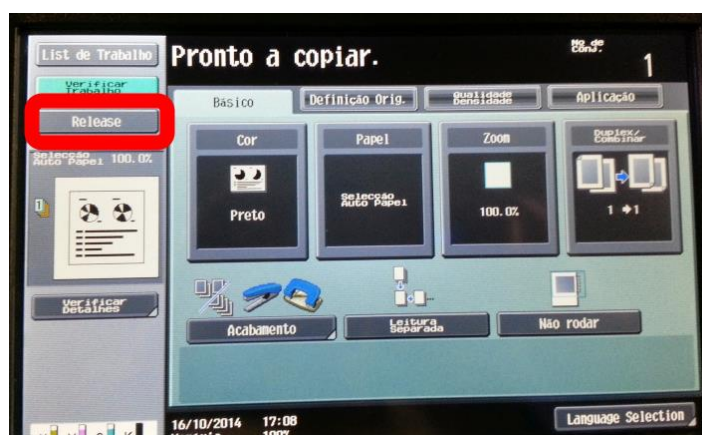 List de Trabalho
Pronto a copiar.
No de
Conj.
1
Verificar
Trabalho
Release
Básico
Definição Orig.
Qualidade
Densidade
Aplicação
Selecção
Auto Papel 100.0%
1
Cor
Preto
Papel
Selecção
Auto Papel
Zoom
100.0%
Duplex/
Combinar
1 ➜1
Verificar
Detalhes
Acabamento
Leitura
Separada
Não rodar
16/10/2014 17:08
100%
Language Selection
K